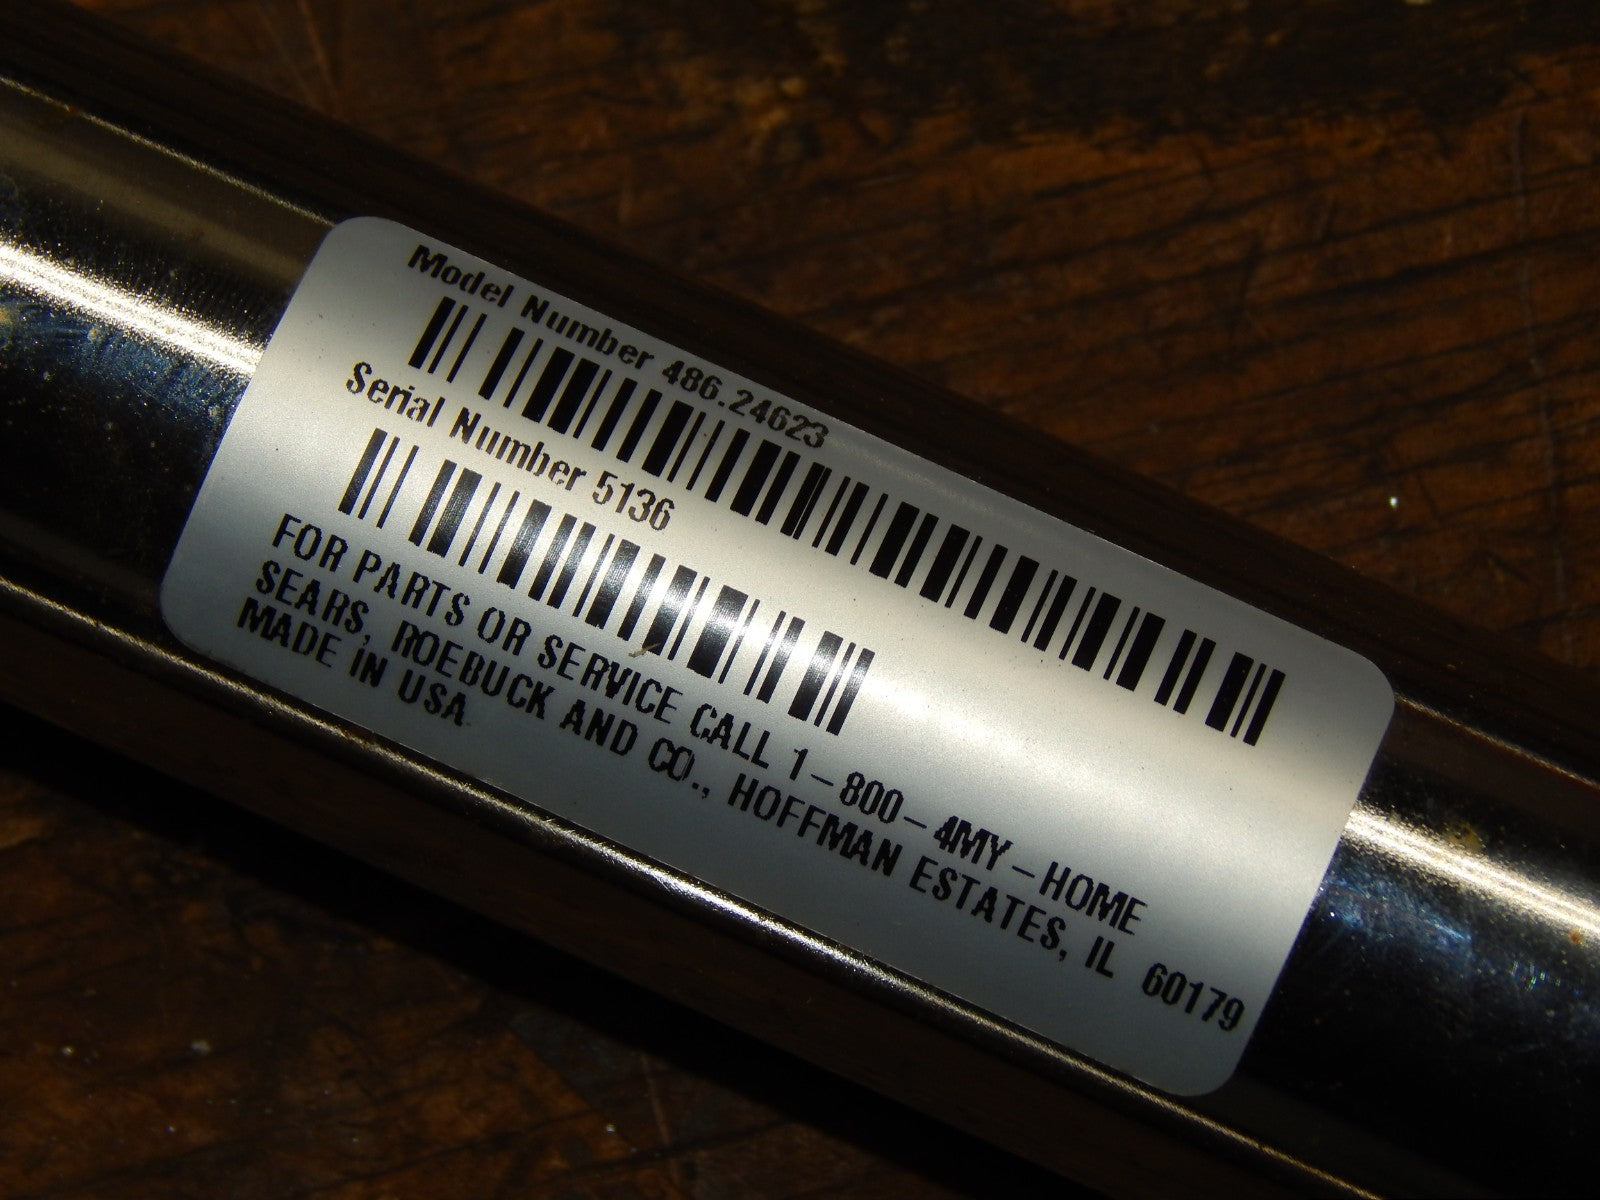 Model Number 486.24623
Serial Number 5136
FOR PARTS OR SERVICE CALL 1-800-4MY-HOME
SEARS, ROEBUCK AND CO., HOFFMAN ESTATES, IL 60179
MADE IN USA